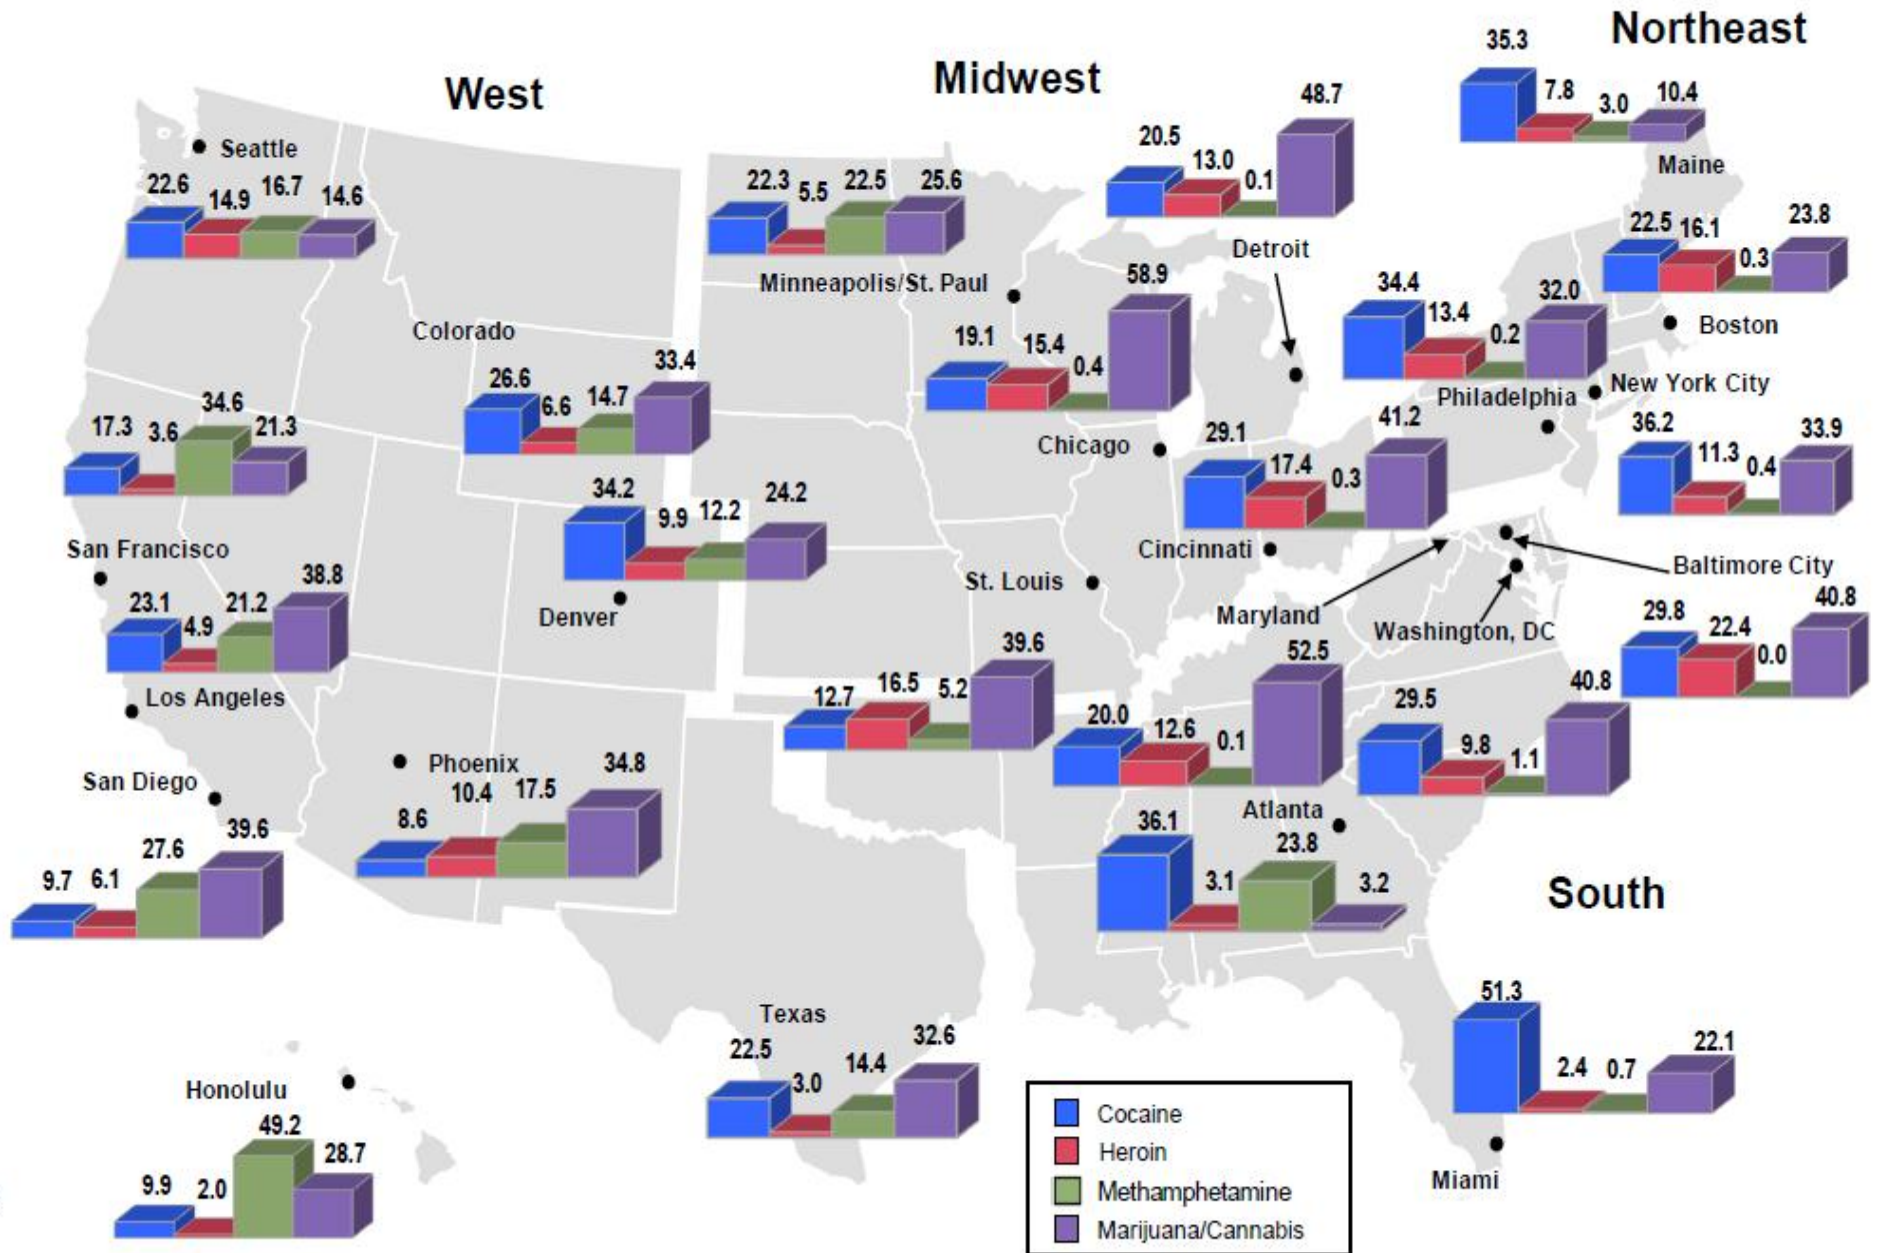 Northeast
35.3
7.8
3.0
10.4
Maine
West
Midwest
Seattle
22.6
14.9
16.7
14.6
22.3
5.5
22.5
25.6
Minneapolis/St. Paul
20.5
13.0
0.1
48.7
Detroit
22.5
16.1
0.3
23.8
Boston
34.4
13.4
0.2
32.0
Philadelphia
New York City
Colorado
26.6
6.6
14.7
33.4
19.1
15.4
0.4
58.9
Chicago
17.3
3.6
34.6
21.3
San Francisco
34.2
9.9
12.2
24.2
Denver
29.1
17.4
0.3
41.2
Cincinnati
36.2
11.3
0.4
33.9
Baltimore City
St. Louis
Maryland
Washington, DC
23.1
4.9
21.2
38.8
Los Angeles
12.7
16.5
5.2
39.6
20.0
12.6
0.1
52.5
29.5
9.8
1.1
40.8
29.8
22.4
0.0
40.8
San Diego
9.7
6.1
27.6
39.6
Phoenix
8.6
10.4
17.5
34.8
Atlanta
36.1
3.1
23.8
3.2
South
Texas
22.5
3.0
14.4
32.6
51.3
2.4
0.7
22.1
Miami
Honolulu
9.9
2.0
49.2
28.7
Cocaine
Heroin
Methamphetamine
Marijuana/Cannabis